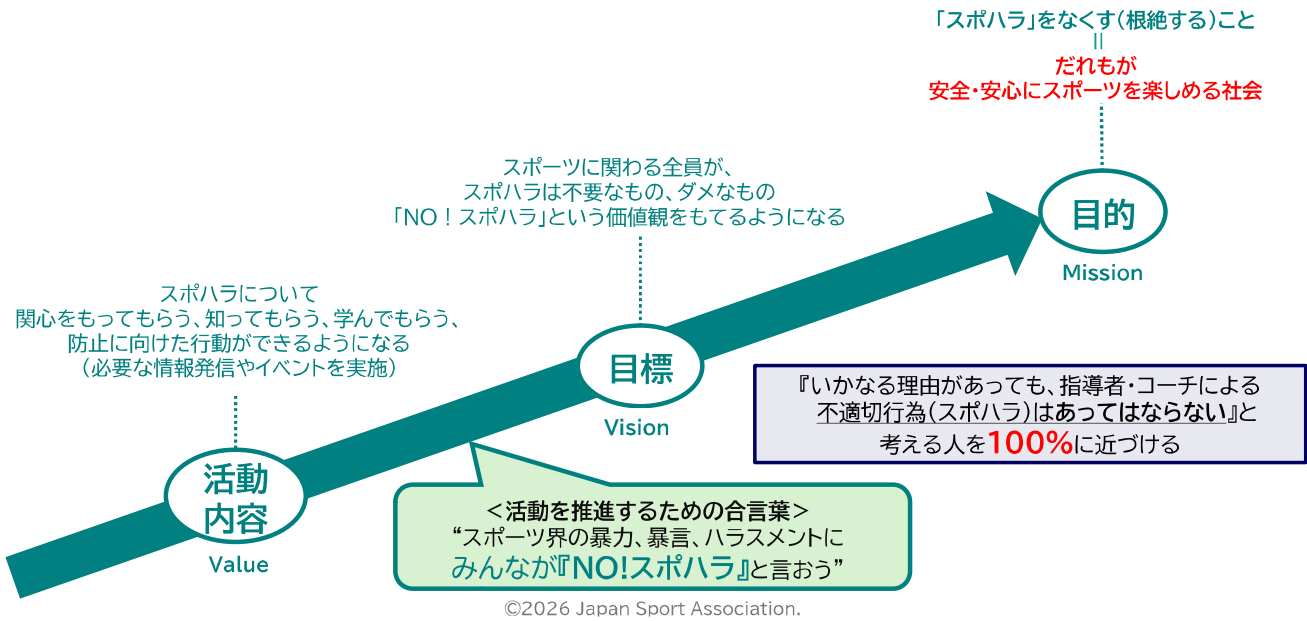 「スポハラ」をなくす（根絶する）こと
＝
だれもが
安全・安心にスポーツを楽しめる社会
目的
Mission
スポーツに関わる全員が、
スポハラは不要なもの、ダメなもの
「NO！スポハラ」という価値観をもてるようになる
目標
Vision
スポハラについて
関心をもってもらう、知ってもらう、学んでもらう、
防止に向けた行動ができるようになる
（必要な情報発信やイベントを実施）
活動
内容
Value
『いかなる理由があっても、指導者・コーチによる
不適切行為（スポハラ）はあってはならない』と
考える人を100%に近づける
＜活動を推進するための合言葉＞
“スポーツ界の暴力、暴言、ハラスメントに
みんなが『NO!スポハラ』と言おう”
©2026 Japan Sport Association.